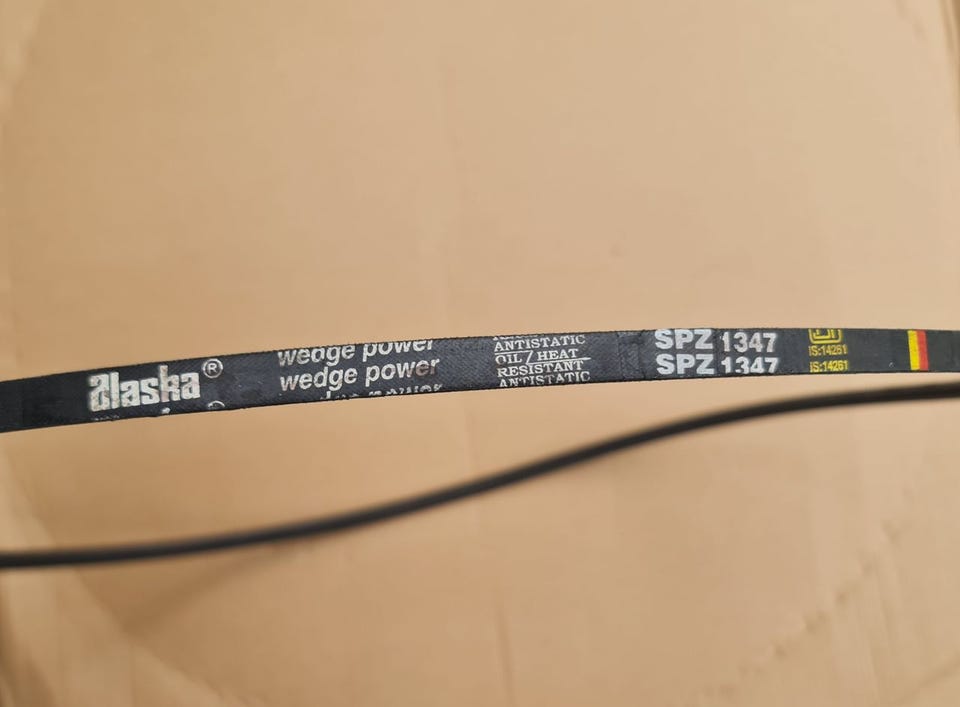 alaska®
wedge power
wedge power
ANTISTATIC
OIL / HEAT
RESISTANT
ANTISTATIC
SPZ 1347
SPZ 1347
IS:14261
IS:14261